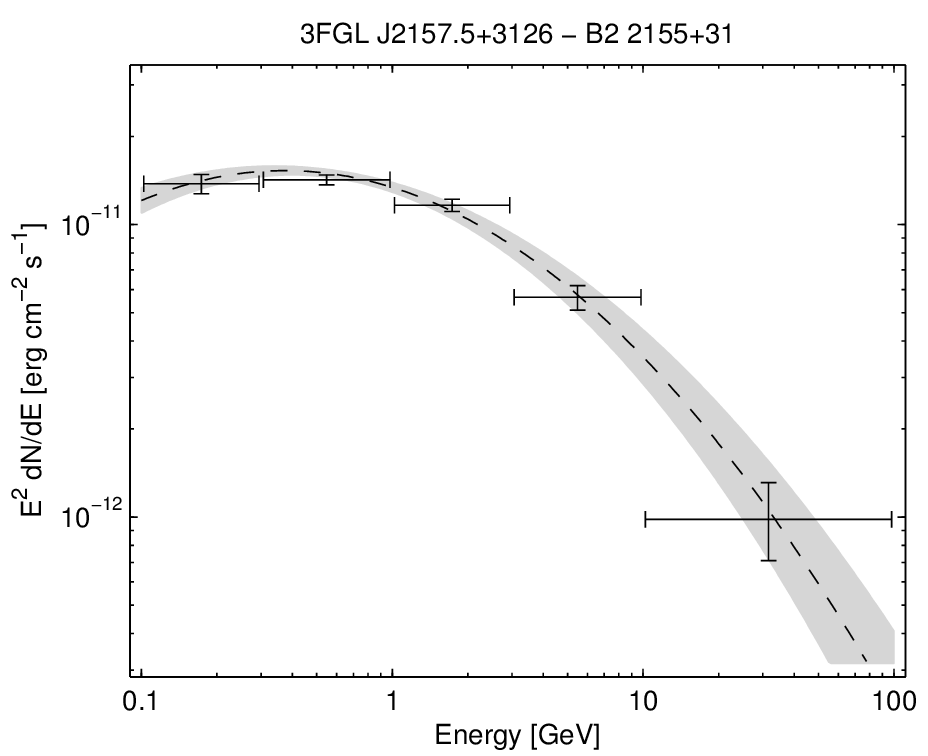 3FGL J2157.5+3126 − B2 2155+31
E² dN/dE [erg cm⁻² s⁻¹]
10⁻¹¹
10⁻¹²
0.1 1 10 100
Energy [GeV]